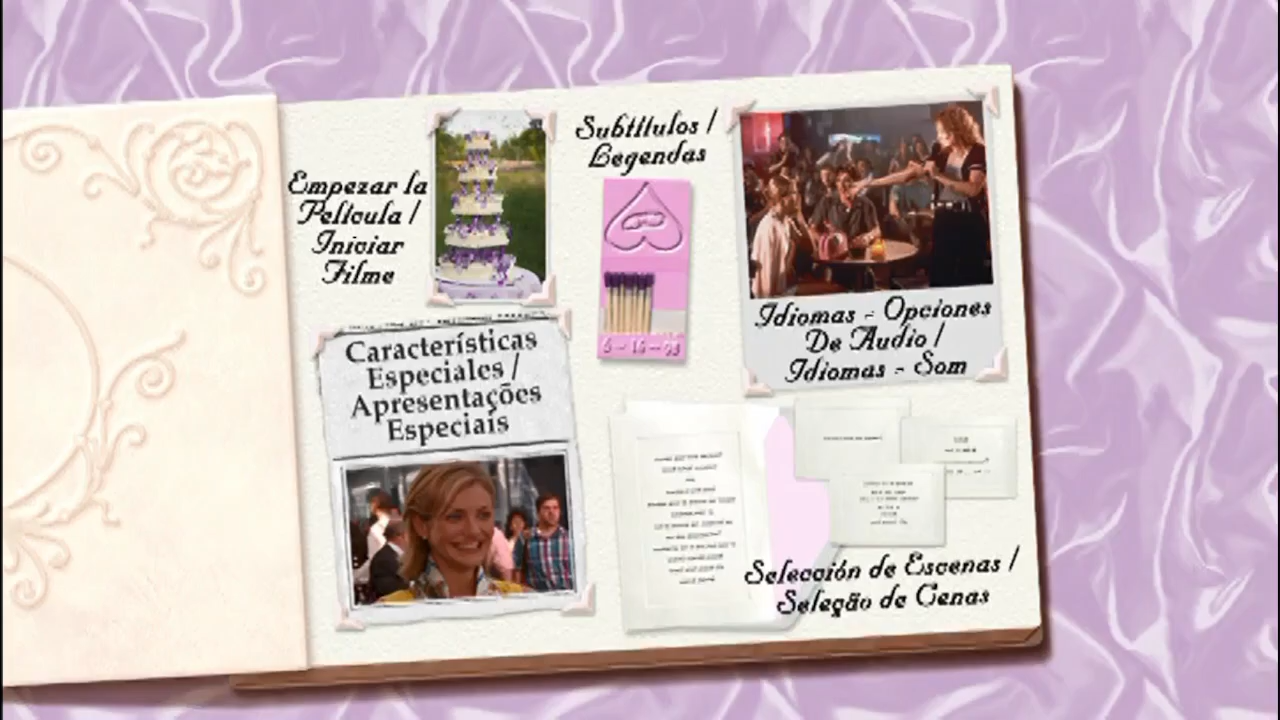 Empezar la
Película /
Iniciar
Filme
Subtítulos /
Legendas
6-16-98
Idiomas - Opciones
De Audio /
Idiomas - Som
Características
Especiales /
Apresentações
Especiais
Selección de Escenas /
Seleção de Cenas